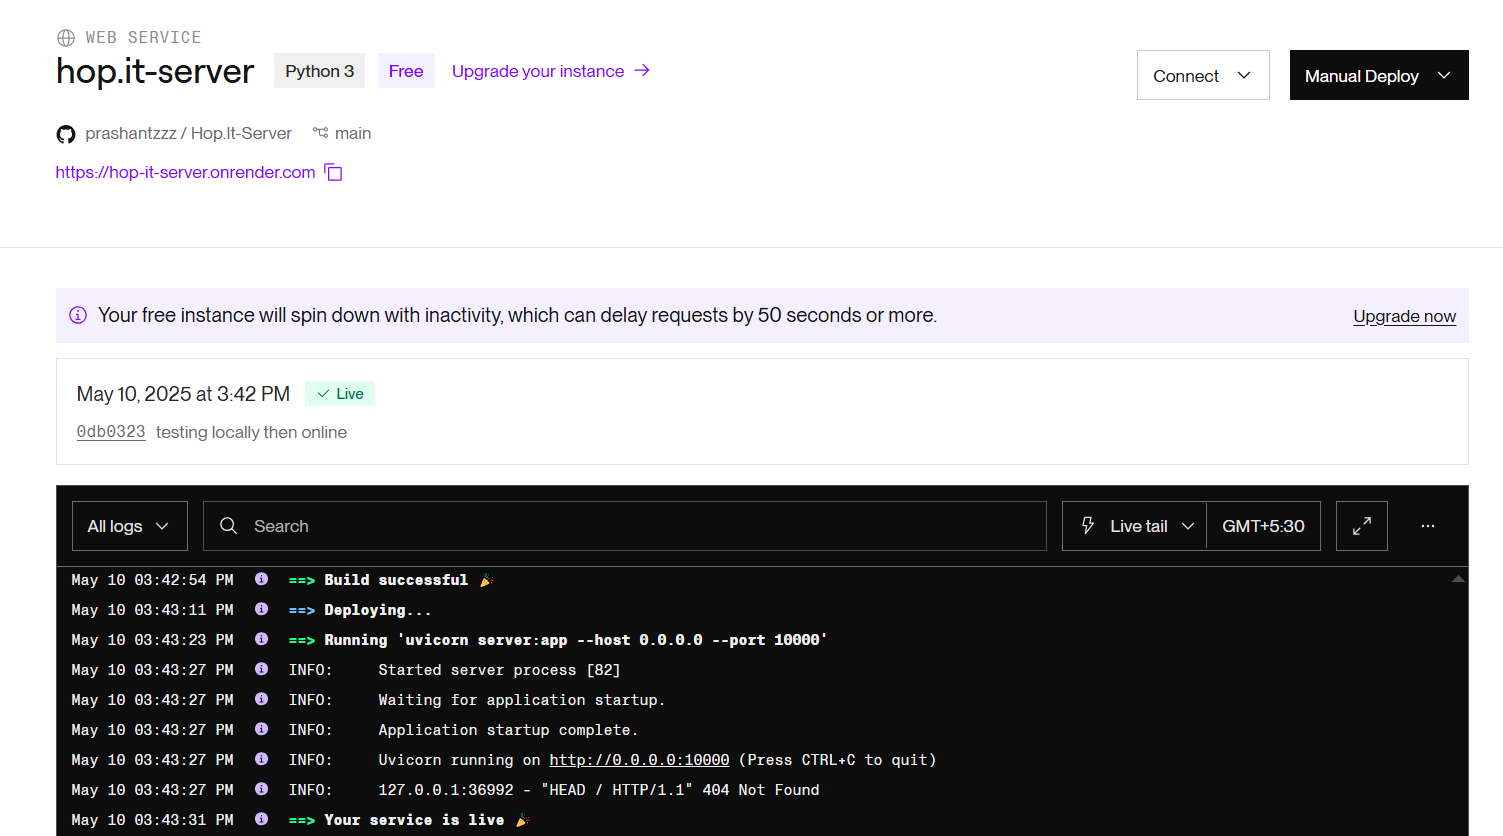 WEB SERVICE
hop.it-server Python 3 Free Upgrade your instance → Connect Manual Deploy
prashantzzz / Hop.It-Server main
https://hop-it-server.onrender.com
Your free instance will spin down with inactivity, which can delay requests by 50 seconds or more. Upgrade now
May 10, 2025 at 3:42 PM ✓ Live
0db0323 testing locally then online
All logs Search Live tail GMT+5:30 ...
May 10 03:42:54 PM ==> Build successful 🎉
May 10 03:43:11 PM ==> Deploying...
May 10 03:43:23 PM ==> Running 'uvicorn server:app --host 0.0.0.0 --port 10000'
May 10 03:43:27 PM INFO: Started server process [82]
May 10 03:43:27 PM INFO: Waiting for application startup.
May 10 03:43:27 PM INFO: Application startup complete.
May 10 03:43:27 PM INFO: Uvicorn running on http://0.0.0.0:10000 (Press CTRL+C to quit)
May 10 03:43:27 PM INFO: 127.0.0.1:36992 - "HEAD / HTTP/1.1" 404 Not Found
May 10 03:43:31 PM ==> Your service is live 🎉